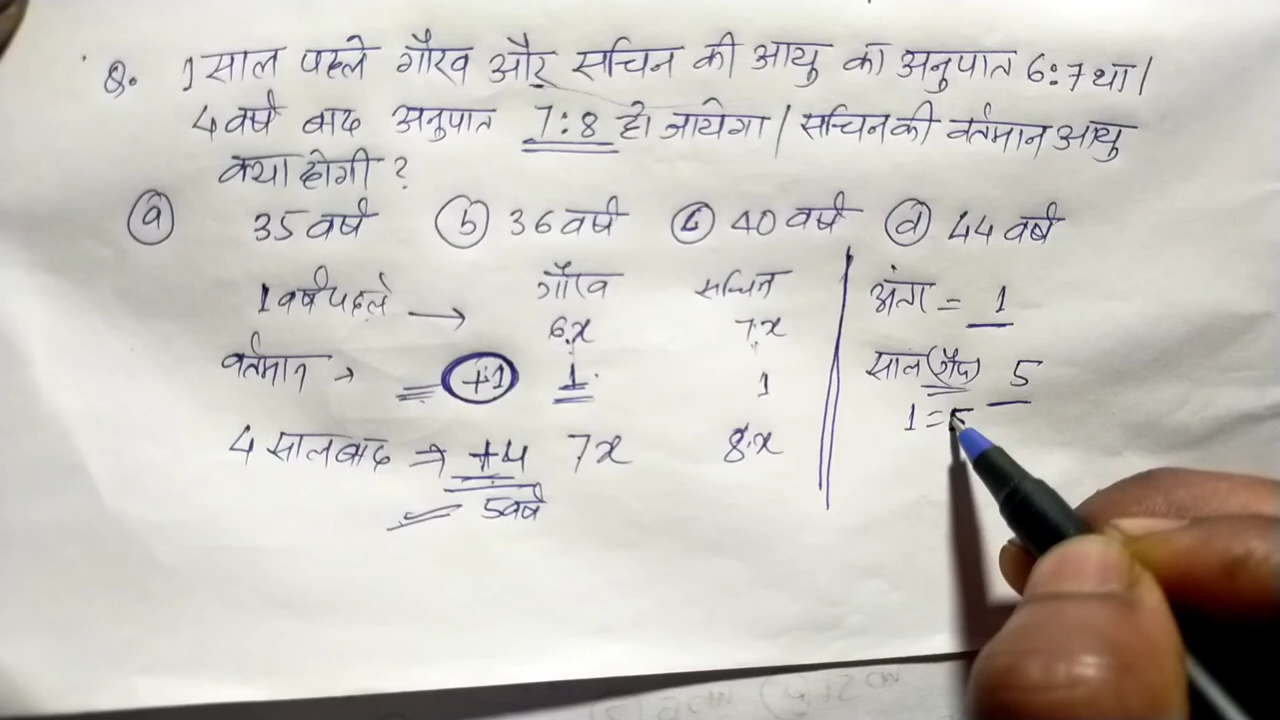 Q. 1 साल पहले गौरव और सचिन की आयु का अनुपात 6:7 था।
4 वर्ष बाद अनुपात 7:8 हो जायेगा। सचिन की वर्तमान आयु
क्या होगी ?
(a) 35 वर्ष (b) 36 वर्ष (c) 40 वर्ष (d) 44 वर्ष
गौरव सचिन
1 वर्ष पहले → 6x 7x
वर्तमान → +1 1 1
4 साल बाद ⇒ +4 7x 8x
5 वर्ष
अंतर = 1
साल (गैप) 5
1 = 5